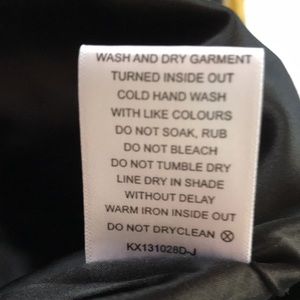 WASH AND DRY GARMENT
TURNED INSIDE OUT
COLD HAND WASH
WITH LIKE COLOURS
DO NOT SOAK, RUB
DO NOT BLEACH
DO NOT TUMBLE DRY
LINE DRY IN SHADE
WITHOUT DELAY
WARM IRON INSIDE OUT
DO NOT DRYCLEAN
KX131028D-J